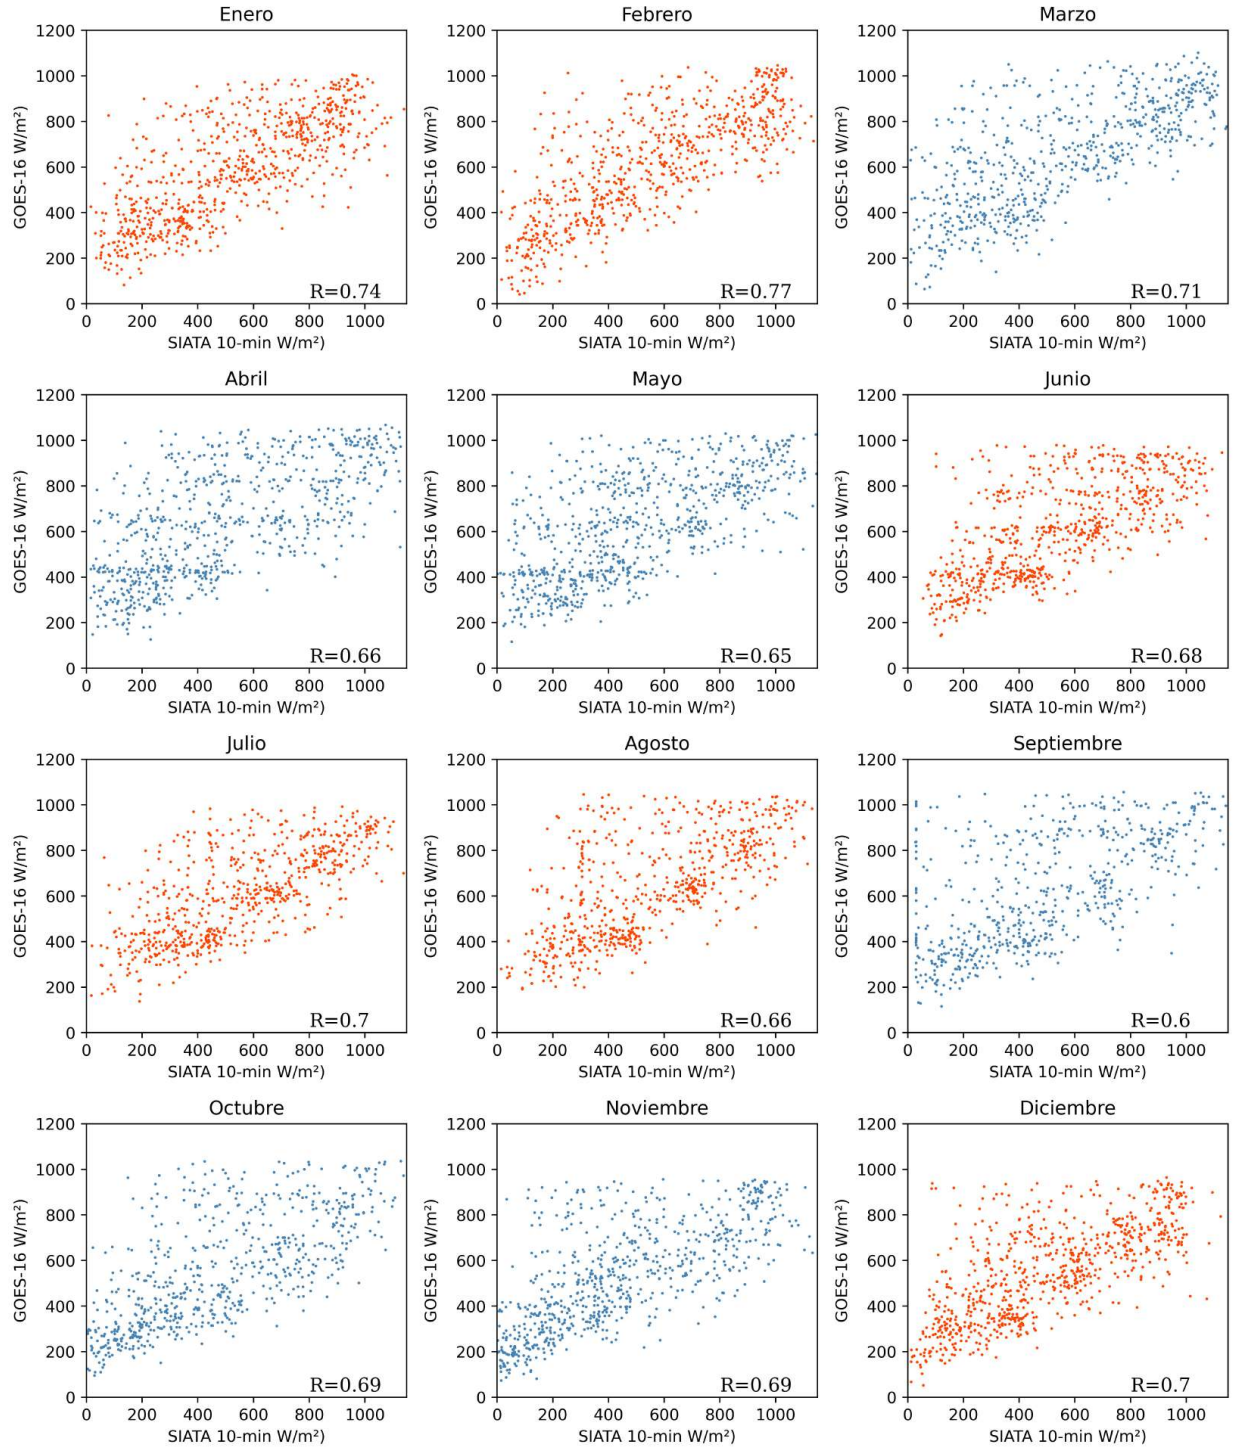 Enero
1200
1000
800
600
400
200
0
GOES-16 W/m²)
R=0.74
0 200 400 600 800 1000
SIATA 10-min W/m²)
Febrero
1200
1000
800
600
400
200
0
GOES-16 W/m²)
R=0.77
0 200 400 600 800 1000
SIATA 10-min W/m²)
Marzo
1200
1000
800
600
400
200
0
GOES-16 W/m²)
R=0.71
0 200 400 600 800 1000
SIATA 10-min W/m²)
Abril
1200
1000
800
600
400
200
0
GOES-16 W/m²)
R=0.66
0 200 400 600 800 1000
SIATA 10-min W/m²)
Mayo
1200
1000
800
600
400
200
0
GOES-16 W/m²)
R=0.65
0 200 400 600 800 1000
SIATA 10-min W/m²)
Junio
1200
1000
800
600
400
200
0
GOES-16 W/m²)
R=0.68
0 200 400 600 800 1000
SIATA 10-min W/m²)
Julio
1200
1000
800
600
400
200
0
GOES-16 W/m²)
R=0.7
0 200 400 600 800 1000
SIATA 10-min W/m²)
Agosto
1200
1000
800
600
400
200
0
GOES-16 W/m²)
R=0.66
0 200 400 600 800 1000
SIATA 10-min W/m²)
Septiembre
1200
1000
800
600
400
200
0
GOES-16 W/m²)
R=0.6
0 200 400 600 800 1000
SIATA 10-min W/m²)
Octubre
1200
1000
800
600
400
200
0
GOES-16 W/m²)
R=0.69
0 200 400 600 800 1000
SIATA 10-min W/m²)
Noviembre
1200
1000
800
600
400
200
0
GOES-16 W/m²)
R=0.69
0 200 400 600 800 1000
SIATA 10-min W/m²)
Diciembre
1200
1000
800
600
400
200
0
GOES-16 W/m²)
R=0.7
0 200 400 600 800 1000
SIATA 10-min W/m²)